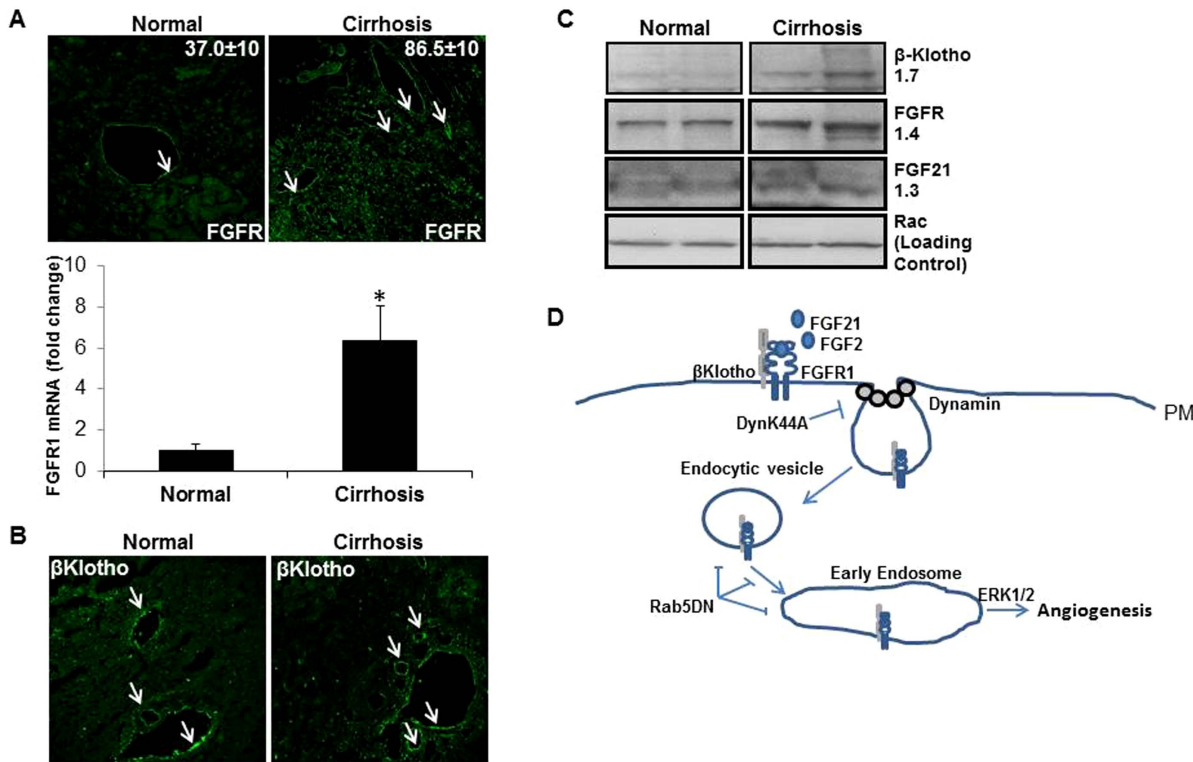 A
Normal
Cirrhosis
37.0±10
86.5±10
FGFR
FGFR
FGFR1 mRNA (fold change)
10
8
6
4
2
0
*
Normal
Cirrhosis
B
Normal
Cirrhosis
βKlotho
βKlotho
C
Normal
Cirrhosis
β-Klotho
1.7
FGFR
1.4
FGF21
1.3
Rac
(Loading
Control)
D
FGF21
FGF2
βKlotho
FGFR1
DynK44A
Dynamin
PM
Endocytic vesicle
Early Endosome
Rab5DN
ERK1/2
Angiogenesis